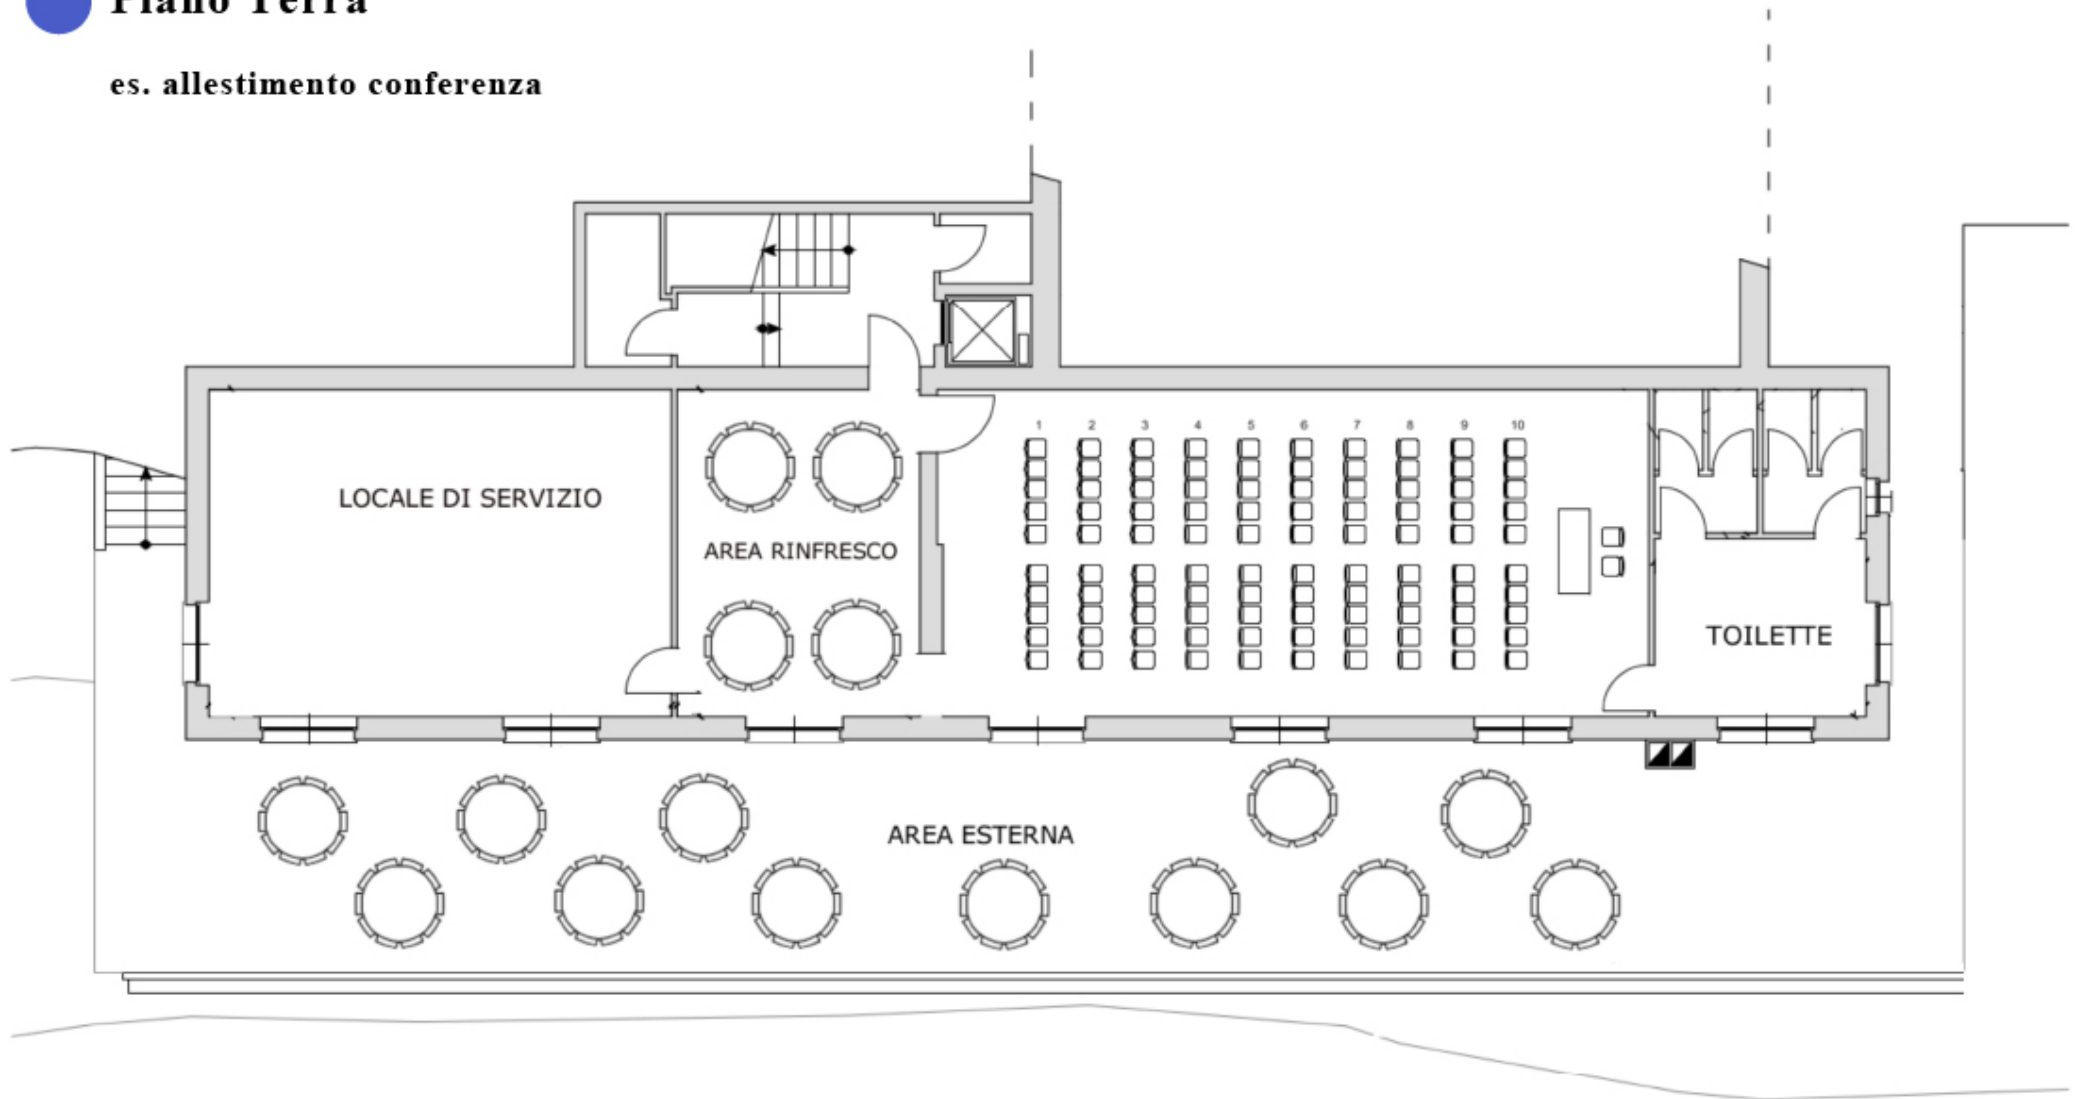 Piano Terra
es. allestimento conferenza
1 2 3 4 5 6 7 8 9 10
LOCALE DI SERVIZIO
AREA RINFRESCO
TOILETTE
AREA ESTERNA